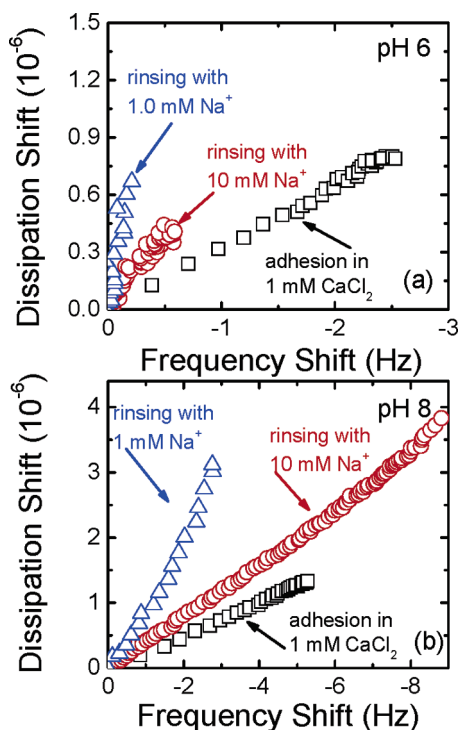 1.5
pH 6
rinsing with
1.0 mM Na⁺
1.2
rinsing with
10 mM Na⁺
0.9
0.6
0.3
adhesion in
1 mM CaCl₂
(a)
0.0
0
-1
-2
-3
Dissipation Shift (10⁻⁶)
Frequency Shift (Hz)
4
pH 8
rinsing with
1 mM Na⁺
rinsing with
10 mM Na⁺
3
2
1
adhesion in
1 mM CaCl₂
(b)
0
0
-2
-4
-6
-8
Dissipation Shift (10⁻⁶)
Frequency Shift (Hz)